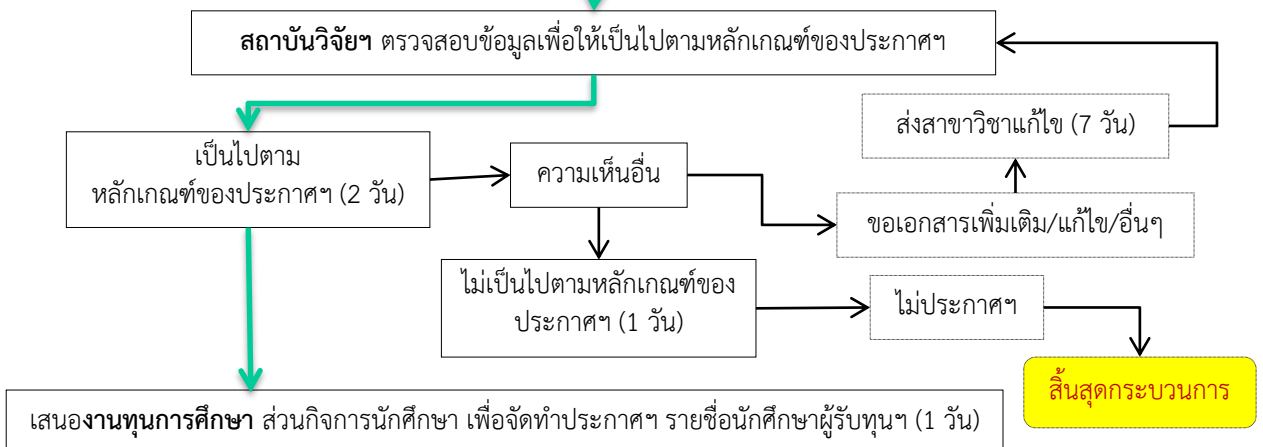 สถาบันวิจัยฯ ตรวจสอบข้อมูลเพื่อให้เป็นไปตามหลักเกณฑ์ของประกาศฯ
ส่งสาขาวิชาแก้ไข (7 วัน)
เป็นไปตาม
หลักเกณฑ์ของประกาศฯ (2 วัน)
ความเห็นอื่น
ขอเอกสารเพิ่มเติม/แก้ไข/อื่นๆ
ไม่เป็นไปตามหลักเกณฑ์ของ
ประกาศฯ (1 วัน)
ไม่ประกาศฯ
สิ้นสุดกระบวนการ
เสนองานทุนการศึกษา ส่วนกิจการนักศึกษา เพื่อจัดทำประกาศฯ รายชื่อนักศึกษาผู้รับทุนฯ (1 วัน)